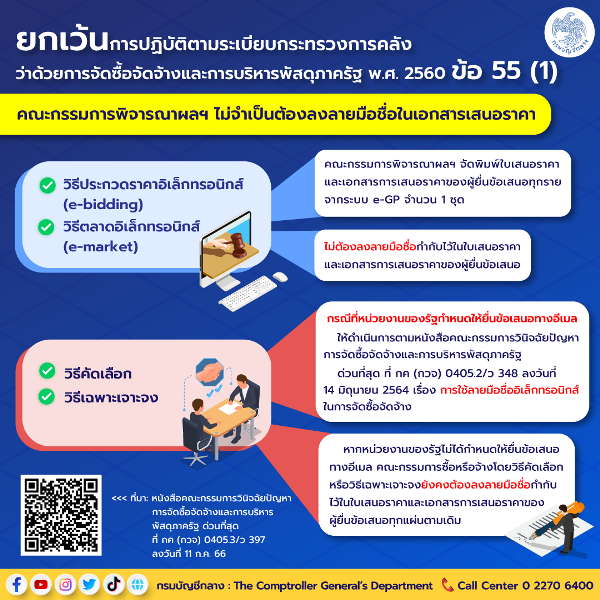 กรมบัญชีกลาง
ยกเว้นการปฏิบัติตามระเบียบกระทรวงการคลัง
ว่าด้วยการจัดซื้อจัดจ้างและการบริหารพัสดุภาครัฐ พ.ศ. 2560 ข้อ 55 (1)
คณะกรรมการพิจารณาผลฯ ไม่จำเป็นต้องลงลายมือชื่อในเอกสารเสนอราคา
วิธีประกวดราคาอิเล็กทรอนิกส์
(e-bidding)
วิธีตลาดอิเล็กทรอนิกส์
(e-market)
คณะกรรมการพิจารณาผลฯ จัดพิมพ์ใบเสนอราคา
และเอกสารการเสนอราคาของผู้ยื่นข้อเสนอทุกราย
จากระบบ e-GP จำนวน 1 ชุด
ไม่ต้องลงลายมือชื่อกำกับไว้ในใบเสนอราคา
และเอกสารการเสนอราคาของผู้ยื่นข้อเสนอ
วิธีคัดเลือก
วิธีเฉพาะเจาะจง
กรณีที่หน่วยงานของรัฐกำหนดให้ยื่นข้อเสนอทางอีเมล
ให้ดำเนินการตามหนังสือคณะกรรมการวินิจฉัยปัญหา
การจัดซื้อจัดจ้างและการบริหารพัสดุภาครัฐ
ด่วนที่สุด ที่ กค (กวจ) 0405.2/ว 348 ลงวันที่
14 มิถุนายน 2564 เรื่อง การใช้ลายมือชื่ออิเล็กทรอนิกส์
ในการจัดซื้อจัดจ้าง
หากหน่วยงานของรัฐไม่ได้กำหนดให้ยื่นข้อเสนอ
ทางอีเมล คณะกรรมการซื้อหรือจ้างโดยวิธีคัดเลือก
หรือวิธีเฉพาะเจาะจงยังคงต้องลงลายมือชื่อกำกับ
ไว้ในใบเสนอราคาและเอกสารการเสนอราคาของ
ผู้ยื่นข้อเสนอทุกแผ่นตามเดิม
<<< ที่มา: หนังสือคณะกรรมการวินิจฉัยปัญหา
การจัดซื้อจัดจ้างและการบริหาร
พัสดุภาครัฐ ด่วนที่สุด
ที่ กค (กวจ) 0405.3/ว 397
ลงวันที่ 11 ก.ค. 66
กรมบัญชีกลาง : The Comptroller General's Department Call Center 0 2270 6400